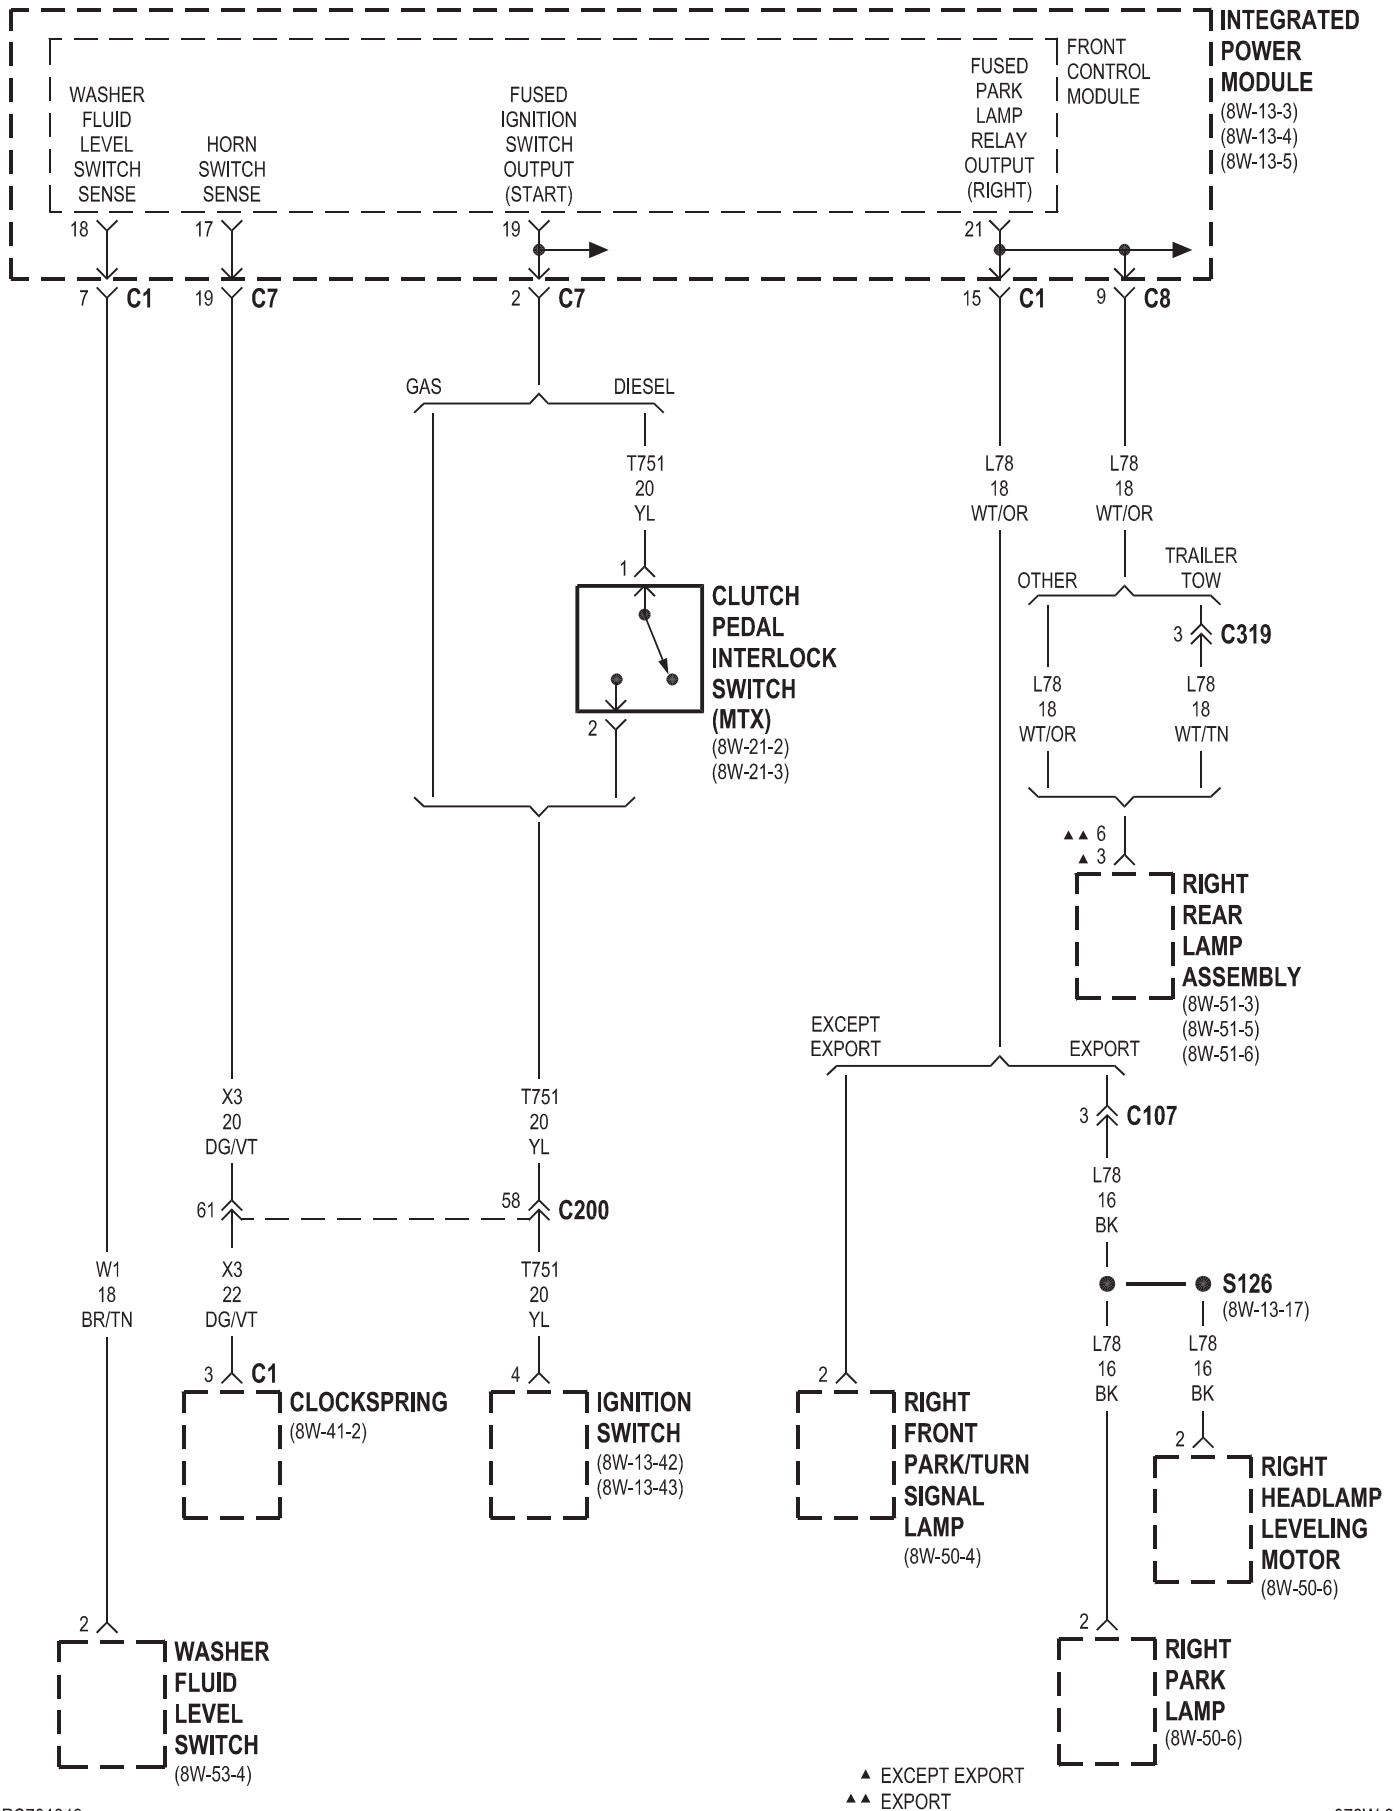 INTEGRATED
POWER
MODULE
(8W-13-3)
(8W-13-4)
(8W-13-5)
FRONT
CONTROL
MODULE
WASHER
FLUID
LEVEL
SWITCH
SENSE
HORN
SWITCH
SENSE
FUSED
IGNITION
SWITCH
OUTPUT
(START)
FUSED
PARK
LAMP
RELAY
OUTPUT
(RIGHT)
18
17
19
21
7 C1
19 C7
2 C7
15 C1
9 C8
GAS
DIESEL
T751
20
YL
1
CLUTCH
PEDAL
INTERLOCK
SWITCH
(MTX)
(8W-21-2)
(8W-21-3)
2
L78
18
WT/OR
L78
18
WT/OR
OTHER
TRAILER
TOW
3 C319
L78
18
WT/OR
L78
18
WT/TN
▲▲ 6
▲ 3
RIGHT
REAR
LAMP
ASSEMBLY
(8W-51-3)
(8W-51-5)
(8W-51-6)
EXCEPT
EXPORT
EXPORT
3 C107
X3
20
DG/VT
T751
20
YL
L78
16
BK
61
58 C200
W1
18
BR/TN
X3
22
DG/VT
T751
20
YL
S126
(8W-13-17)
L78
16
BK
L78
16
BK
3 C1
CLOCKSPRING
(8W-41-2)
4
IGNITION
SWITCH
(8W-13-42)
(8W-13-43)
2
RIGHT
FRONT
PARK/TURN
SIGNAL
LAMP
(8W-50-4)
2
RIGHT
HEADLAMP
LEVELING
MOTOR
(8W-50-6)
2
WASHER
FLUID
LEVEL
SWITCH
(8W-53-4)
2
RIGHT
PARK
LAMP
(8W-50-6)
▲ EXCEPT EXPORT
▲▲ EXPORT